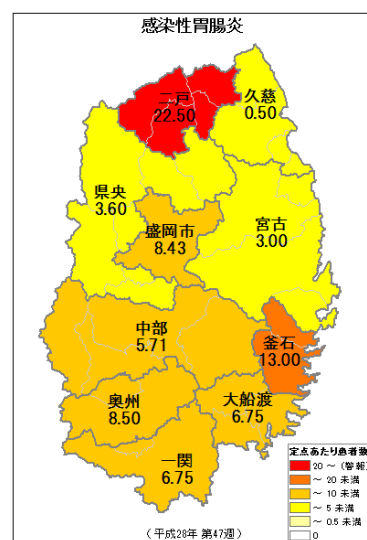 感染性胃腸炎
二戸
22.50
久慈
0.50
県央
3.60
盛岡市
8.43
宮古
3.00
中部
5.71
釜石
13.00
奥州
8.50
大船渡
6.75
一関
6.75
定点あたり患者数
20 ～ (警報)
～ 20 未満
～ 10 未満
～ 5 未満
～ 0.5 未満
0
(平成28年 第47週)